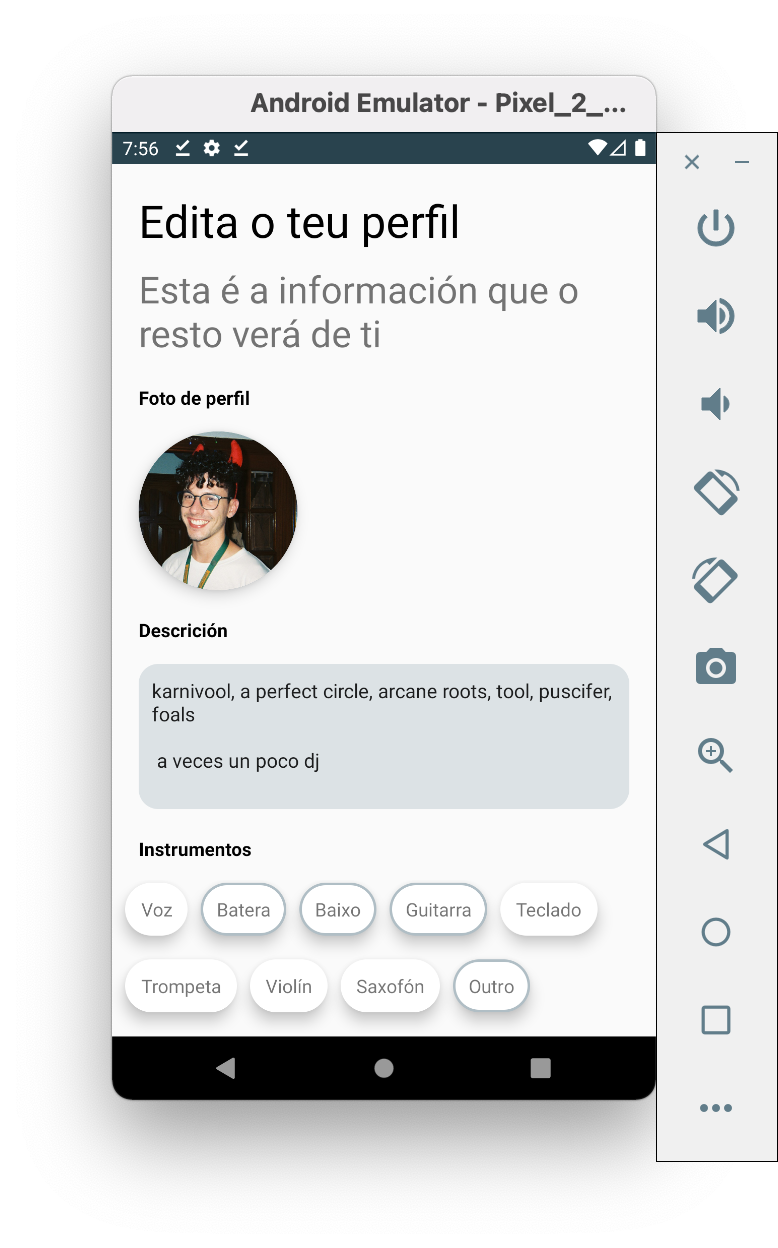 Android Emulator - Pixel_2_...
7:56
Edita o teu perfil
Esta é a información que o
resto verá de ti
Foto de perfil
Descrición
karnivool, a perfect circle, arcane roots, tool, puscifer,
foals
a veces un poco dj
Instrumentos
Voz Batera Baixo Guitarra Teclado
Trompeta Violín Saxofón Outro